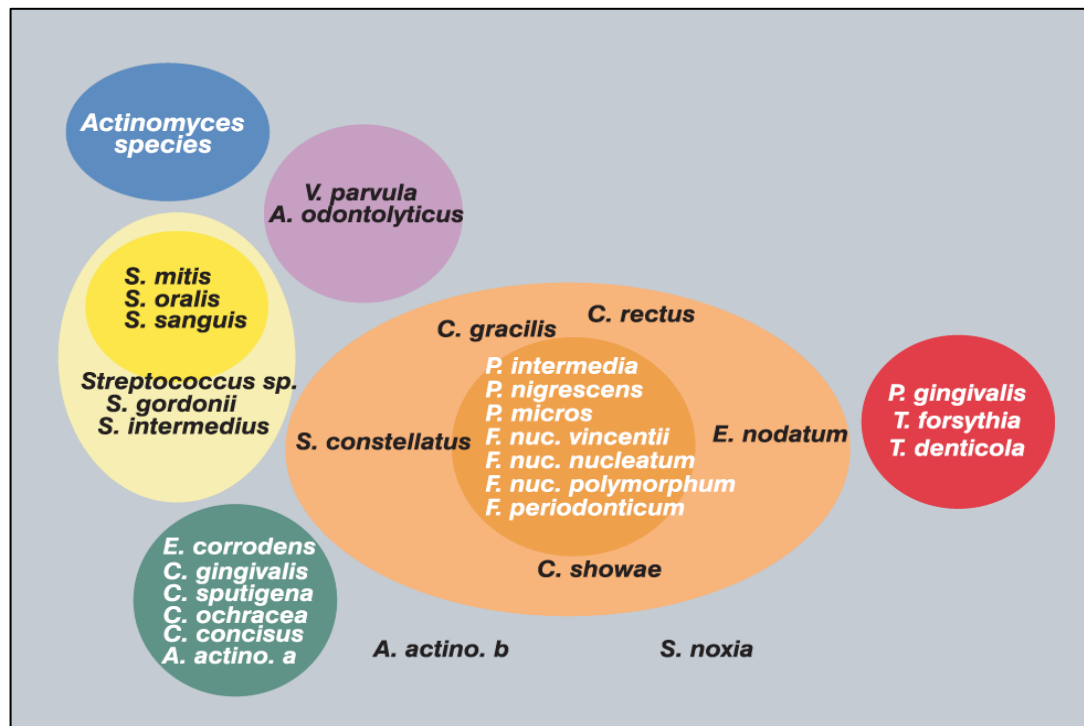 Actinomyces
species
V. parvula
A. odontolyticus
S. mitis
S. oralis
S. sanguis
Streptococcus sp.
S. gordonii
S. intermedius
C. gracilis
C. rectus
P. intermedia
P. nigrescens
P. micros
F. nuc. vincentii
F. nuc. nucleatum
F. nuc. polymorphum
F. periodonticum
S. constellatus
E. nodatum
C. showae
P. gingivalis
T. forsythia
T. denticola
E. corrodens
C. gingivalis
C. sputigena
C. ochracea
C. concisus
A. actino. a
A. actino. b
S. noxia